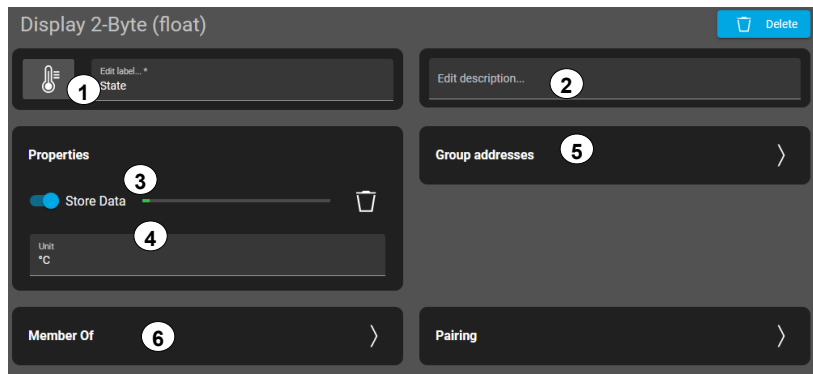 Display 2-Byte (float)
Delete
Edit label... *
State
1
Edit description...
2
Properties
3
Store Data
4
Unit
°C
Group addresses
5
Member Of
6
Pairing